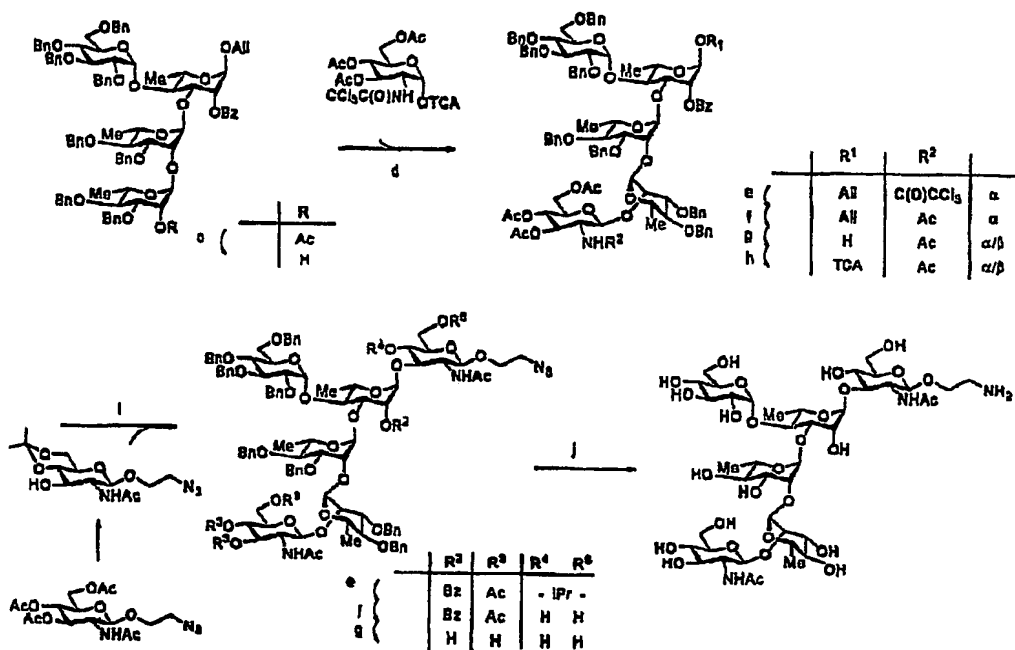 OBn
BnO
BnO
BnO
O
OAll
Me
OBz
Me
BnO
BnO
Me
BnO
BnO
OR
c
R
Ac
H
OAc
AcO
AcO
CCl₃C(O)NH
OTCA
d
OBn
BnO
BnO
BnO
O
OR₁
Me
OBz
Me
BnO
BnO
OAc
AcO
AcO
NHR²
O
Me
OBn
OBn
R¹ R²
e All C(O)CCl₃ α
f All Ac α
g H Ac α/β
h TCA Ac α/β
i
O
O
HO
NHAc
O
N₃
OAc
AcO
AcO
NHAc
O
N₃
OBn
BnO
BnO
BnO
O
Me
OR²
OR⁵
R⁴O
O
NHAc
O
N₃
Me
BnO
BnO
OR³
R³O
R³O
NHAc
O
Me
OBn
OBn
R² R³ R⁴ R⁵
e Bz Ac - iPr -
f Bz Ac H H
g H H H H
j
OH
HO
HO
HO
O
Me
OH
OH
HO
O
NHAc
O
NH₂
Me
HO
HO
OH
HO
HO
NHAc
O
Me
OH
OH